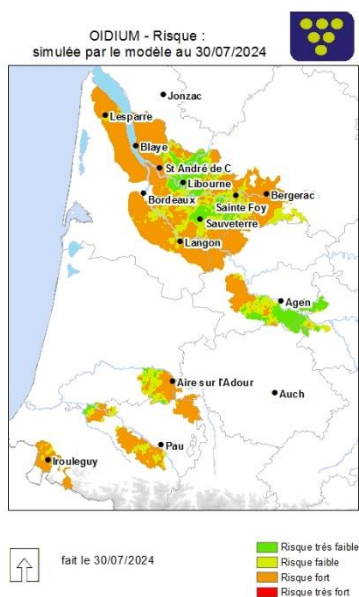 OIDIUM - Risque :
simulée par le modèle au 30/07/2024
Jonzac
Lesparre
Blaye
St André de C
Libourne
Bordeaux
Sainte Foy
Bergerac
Sauveterre
Langon
Agen
Aire sur l'Adour
Auch
Pau
Irouleguy
fait le 30/07/2024
Risque trés faible
Risque faible
Risque fort
Risque trés fort